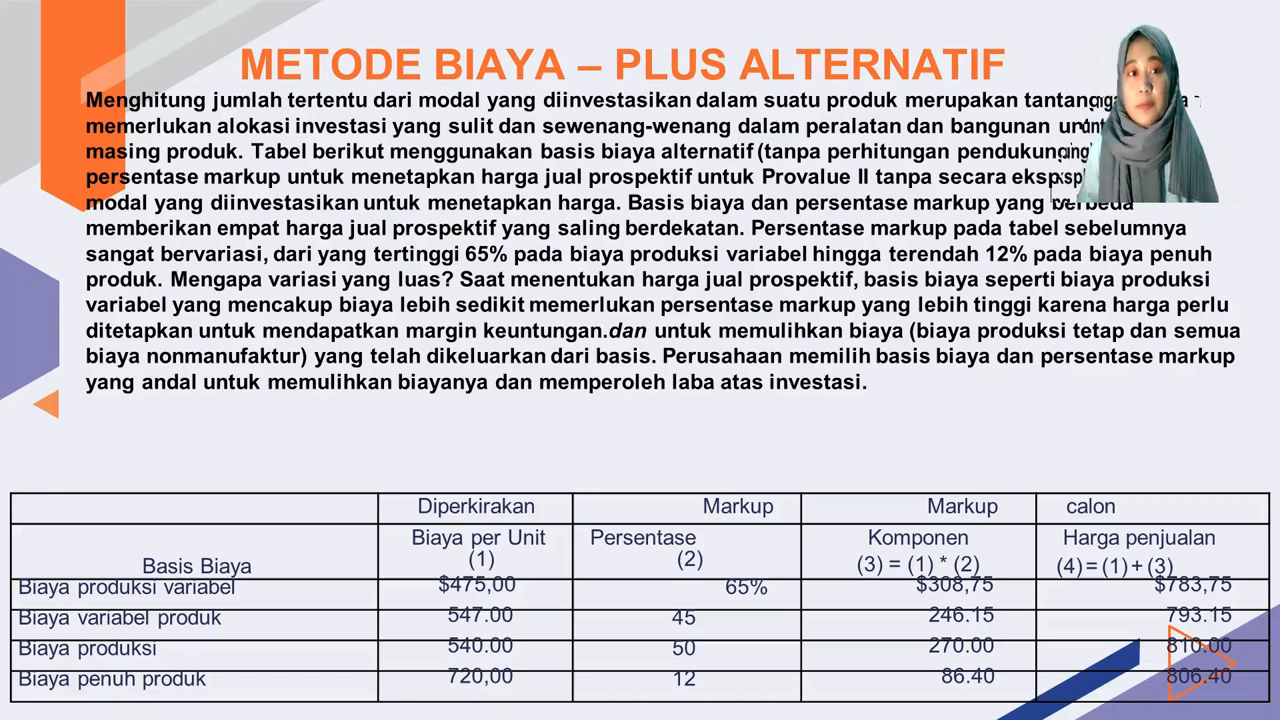 METODE BIAYA – PLUS ALTERNATIF
Menghitung jumlah tertentu dari modal yang diinvestasikan dalam suatu produk merupakan
memerlukan alokasi investasi yang sulit dan sewenang-wenang dalam peralatan dan bangunan
masing produk. Tabel berikut menggunakan basis biaya alternatif (tanpa perhitungan
persentase markup untuk menetapkan harga jual prospektif untuk Provalue II tanpa secara
modal yang diinvestasikan untuk menetapkan harga. Basis biaya dan persentase markup yang berbeda
memberikan empat harga jual prospektif yang saling berdekatan. Persentase markup pada tabel sebelumnya
sangat bervariasi, dari yang tertinggi 65% pada biaya produksi variabel hingga terendah 12% pada biaya penuh
produk. Mengapa variasi yang luas? Saat menentukan harga jual prospektif, basis biaya seperti biaya produksi
variabel yang mencakup biaya lebih sedikit memerlukan persentase markup yang lebih tinggi karena harga perlu
ditetapkan untuk mendapatkan margin keuntungan.dan untuk memulihkan biaya (biaya produksi tetap dan semua
biaya nonmanufaktur) yang telah dikeluarkan dari basis. Perusahaan memilih basis biaya dan persentase markup
yang andal untuk memulihkan biayanya dan memperoleh laba atas investasi.
Diperkirakan Markup Markup calon
Biaya per Unit Persentase Komponen Harga penjualan
Basis Biaya (1) (2) (3) = (1) * (2) (4) = (1) + (3)
Biaya produksi variabel $475,00 65% $308,75 $783,75
Biaya variabel produk 547.00 45 246.15 793.15
Biaya produksi 540.00 50 270.00 810.00
Biaya penuh produk 720,00 12 86.40 806.40